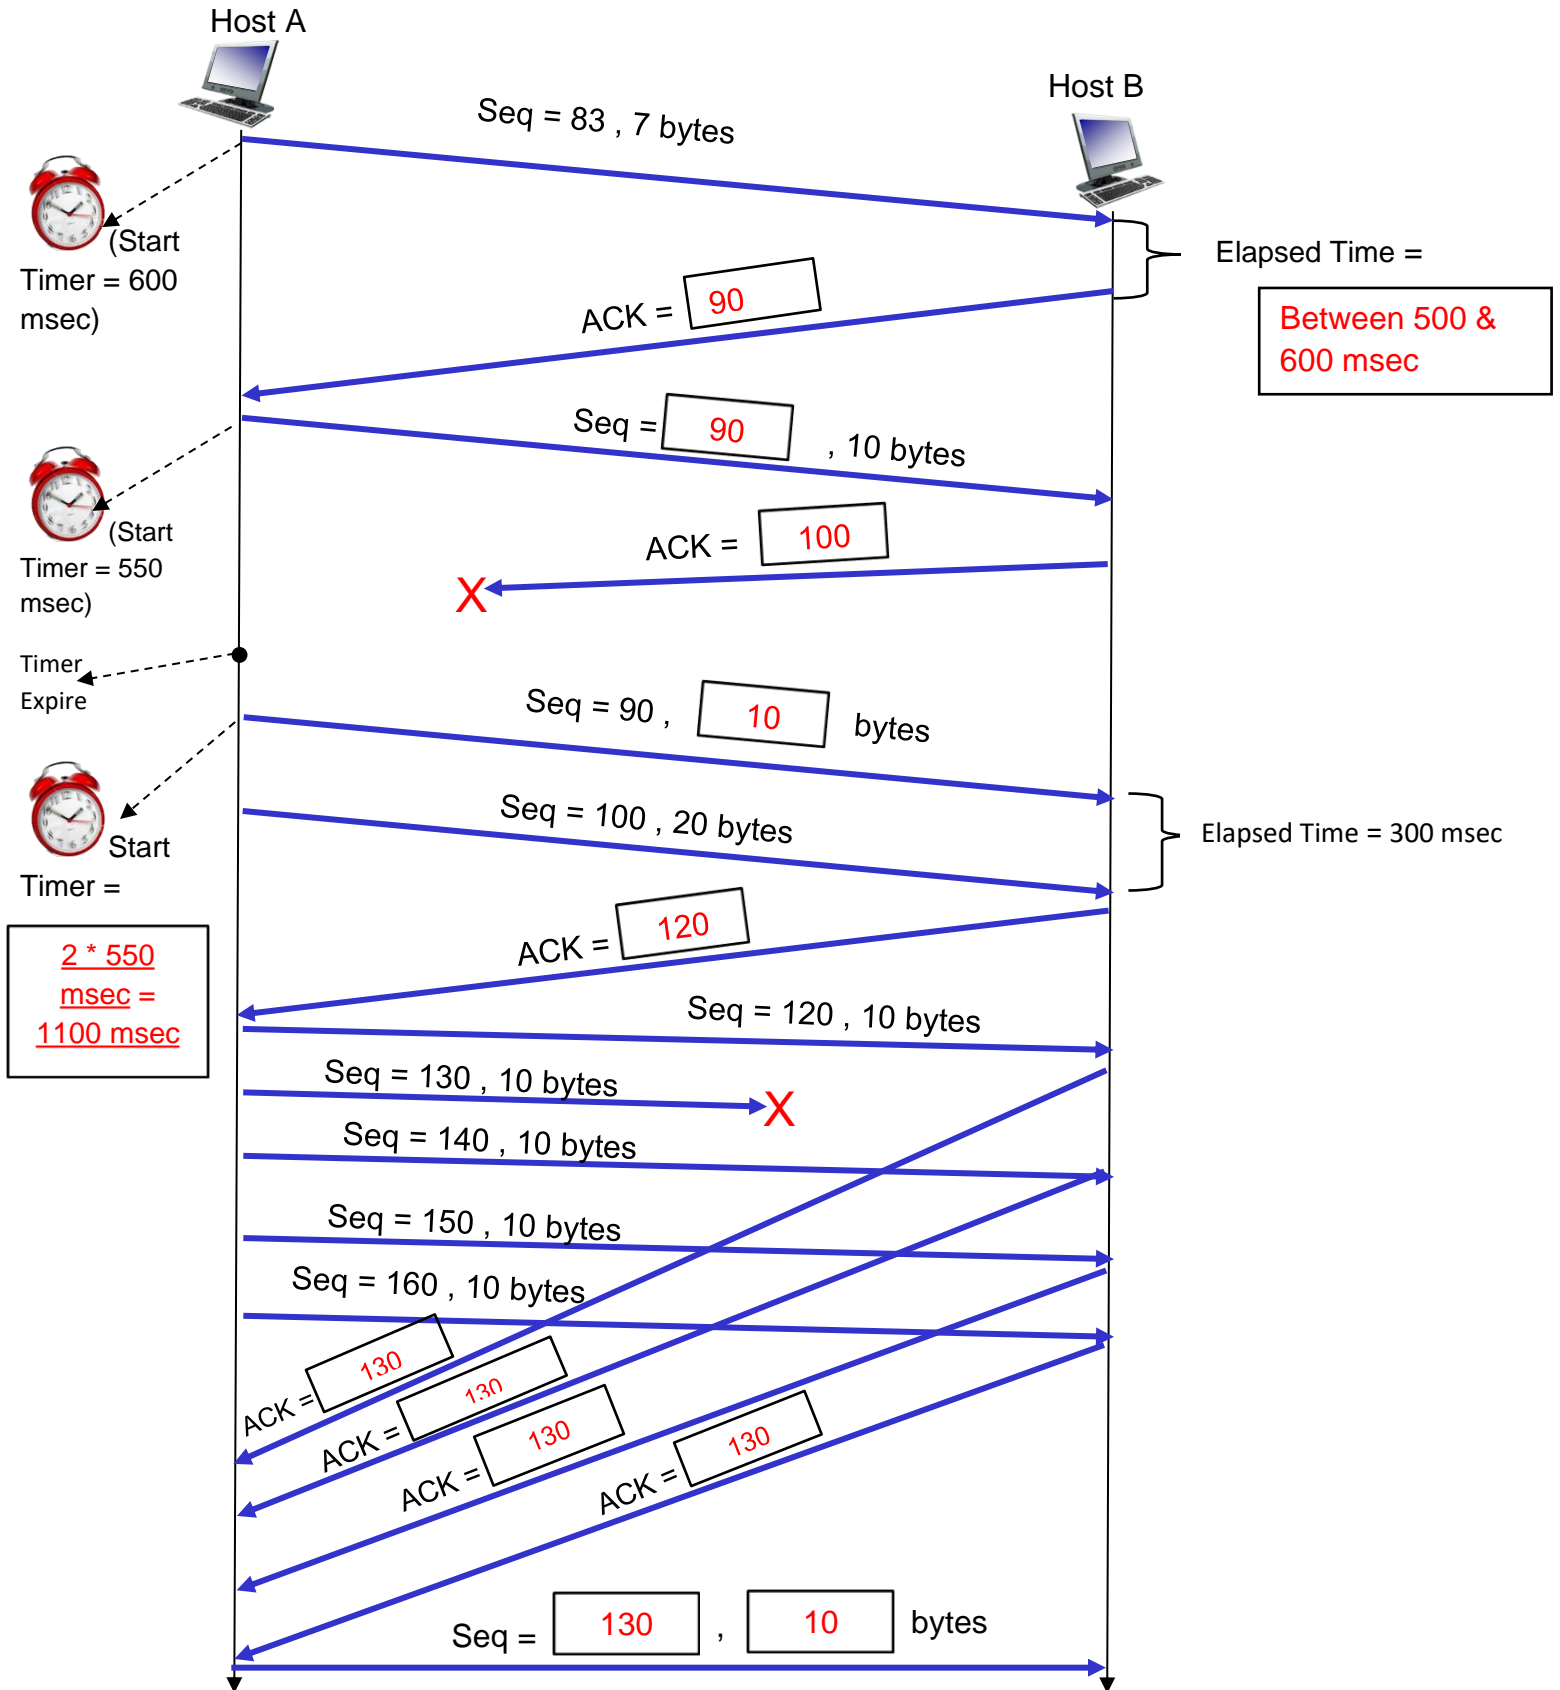 Host A
Host B
Seq = 83 , 7 bytes
(Start
Timer = 600
msec)
Elapsed Time =
Between 500 &
600 msec
ACK = 90
Seq = 90 , 10 bytes
(Start
Timer = 550
msec)
ACK = 100
X
Timer
Expire
Seq = 90 , 10 bytes
Start
Timer =
2 * 550
msec =
1100 msec
Seq = 100 , 20 bytes
Elapsed Time = 300 msec
ACK = 120
Seq = 120 , 10 bytes
Seq = 130 , 10 bytes
X
Seq = 140 , 10 bytes
Seq = 150 , 10 bytes
Seq = 160 , 10 bytes
ACK = 130
ACK = 130
ACK = 130
ACK = 130
Seq = 130 , 10 bytes